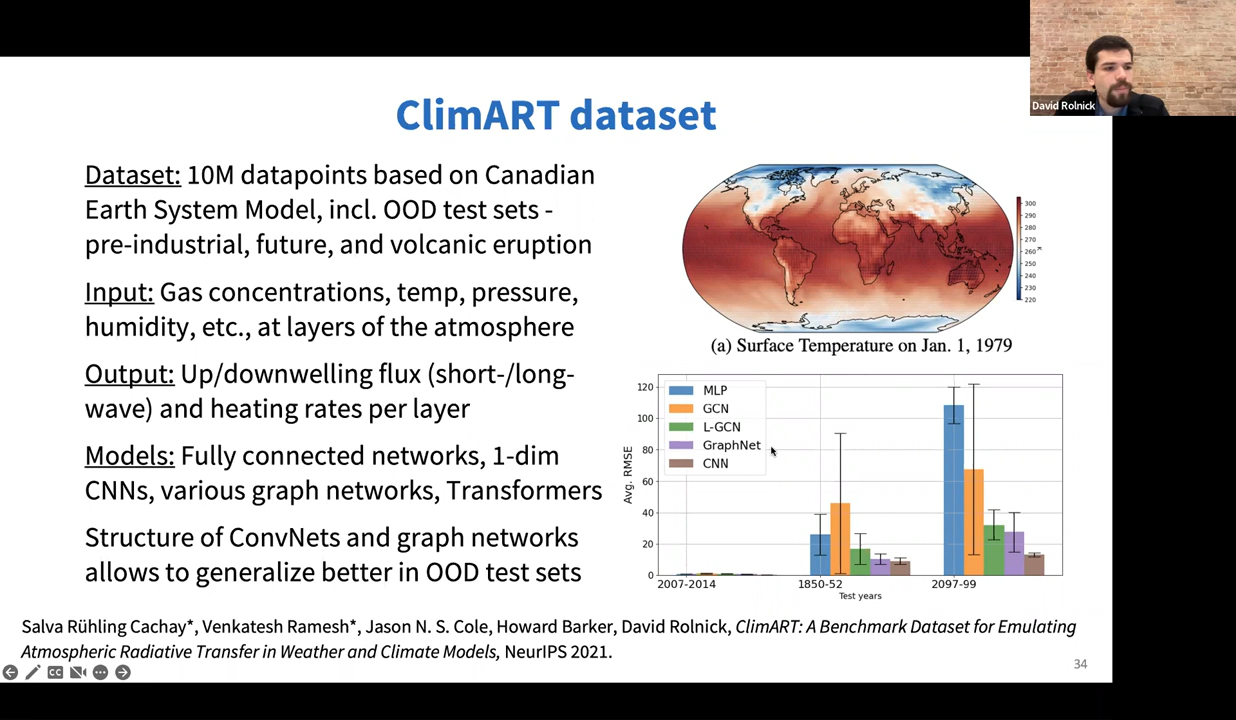 David Rolnick
ClimART dataset
Dataset: 10M datapoints based on Canadian
Earth System Model, incl. OOD test sets -
pre-industrial, future, and volcanic eruption
Input: Gas concentrations, temp, pressure,
humidity, etc., at layers of the atmosphere
Output: Up/downwelling flux (short-/long-
wave) and heating rates per layer
Models: Fully connected networks, 1-dim
CNNs, various graph networks, Transformers
Structure of ConvNets and graph networks
allows to generalize better in OOD test sets
300
290
280
270
260
250
240
230
220
K
(a) Surface Temperature on Jan. 1, 1979
MLP
GCN
L-GCN
GraphNet
CNN
Avg. RMSE
120
100
80
60
40
20
0
2007-2014 1850-52 2097-99
Test years
Salva Rühling Cachay*, Venkatesh Ramesh*, Jason N. S. Cole, Howard Barker, David Rolnick, ClimART: A Benchmark Dataset for Emulating
Atmospheric Radiative Transfer in Weather and Climate Models, NeurIPS 2021.
34
CC